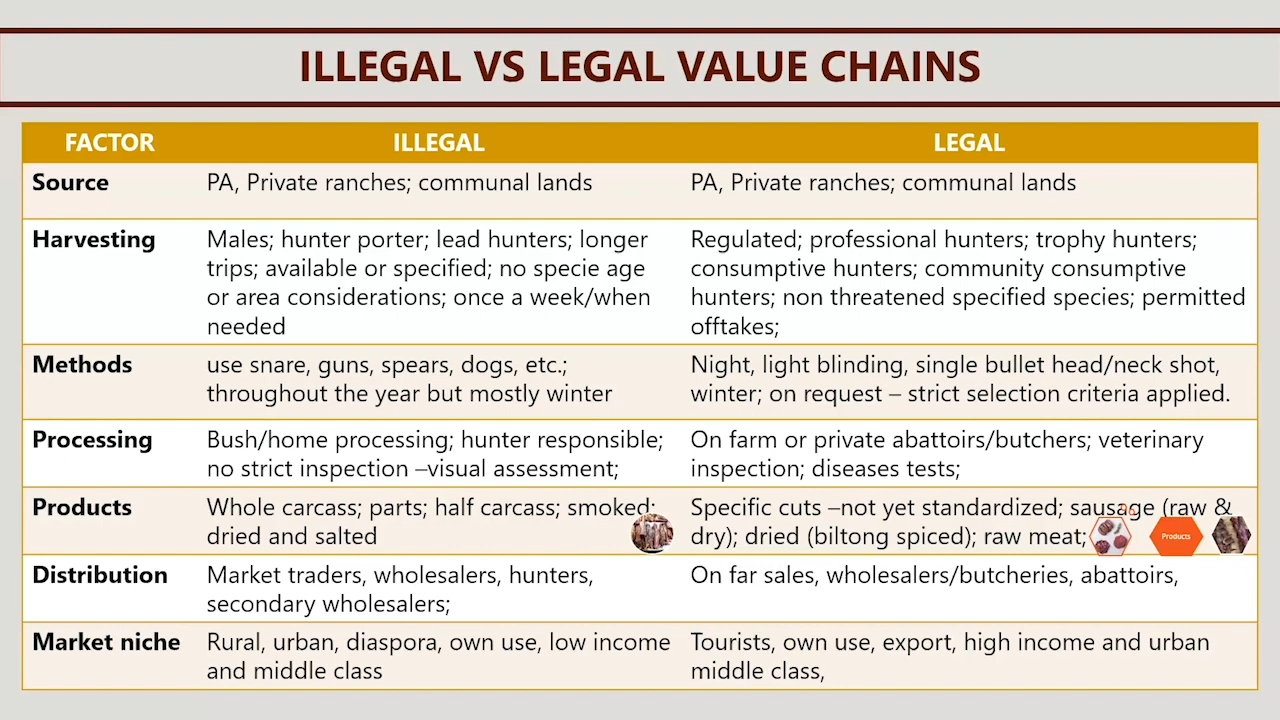 ILLEGAL VS LEGAL VALUE CHAINS
FACTOR ILLEGAL LEGAL
Source PA, Private ranches; communal lands PA, Private ranches; communal lands
Harvesting Males; hunter porter; lead hunters; longer Regulated; professional hunters; trophy hunters;
trips; available or specified; no specie age consumptive hunters; community consumptive
or area considerations; once a week/when hunters; non threatened specified species; permitted
needed offtakes;
Methods use snare, guns, spears, dogs, etc.; Night, light blinding, single bullet head/neck shot,
throughout the year but mostly winter winter; on request – strict selection criteria applied.
Processing Bush/home processing; hunter responsible; On farm or private abattoirs/butchers; veterinary
no strict inspection –visual assessment; inspection; diseases tests;
Products Whole carcass; parts; half carcass; smoked; Specific cuts –not yet standardized; sausage (raw &
dried and salted dry); dried (biltong spiced); raw meat; Products
Distribution Market traders, wholesalers, hunters, On far sales, wholesalers/butcheries, abattoirs,
secondary wholesalers;
Market niche Rural, urban, diaspora, own use, low income Tourists, own use, export, high income and urban
and middle class middle class,